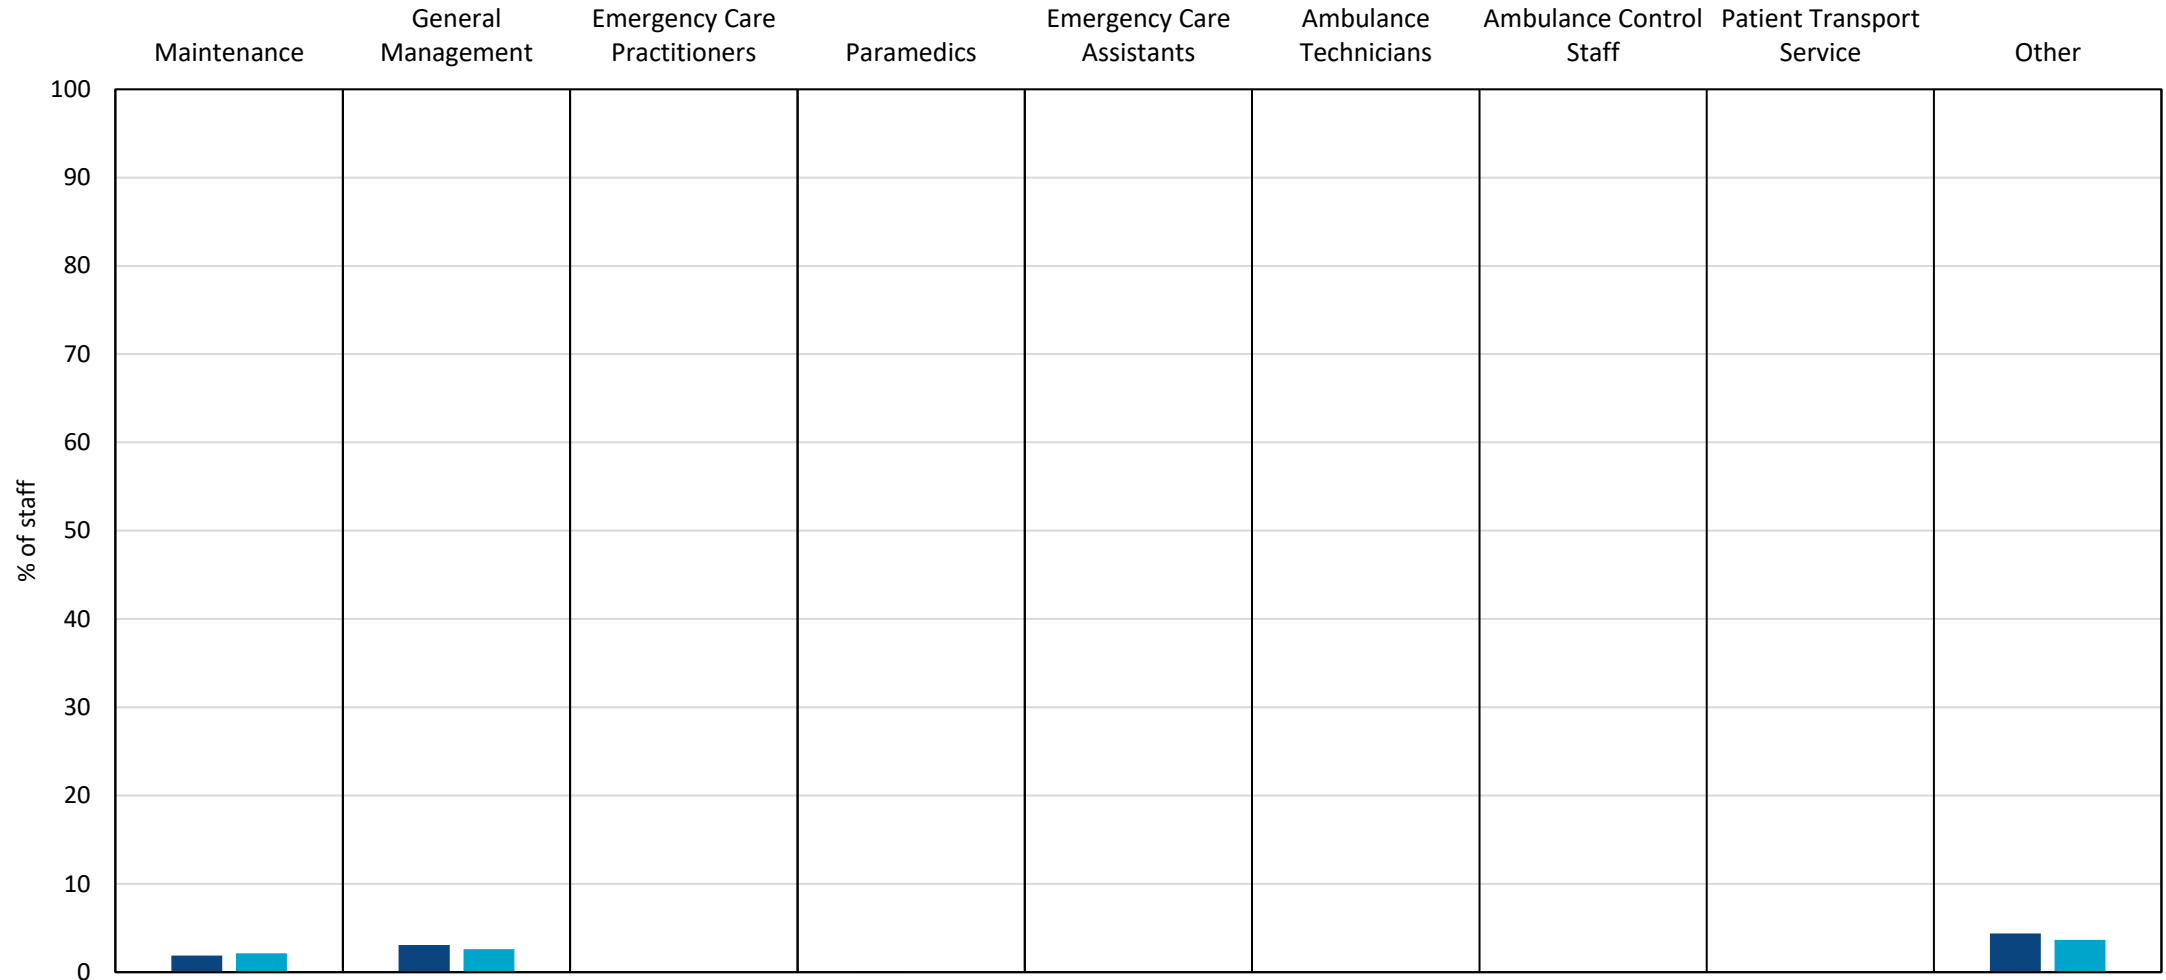 Maintenance
General
Management
Emergency Care
Practitioners
Paramedics
Emergency Care
Assistants
Ambulance
Technicians
Ambulance Control
Staff
Patient Transport
Service
Other
100
90
80
70
60
50
40
30
20
10
0
% of staff